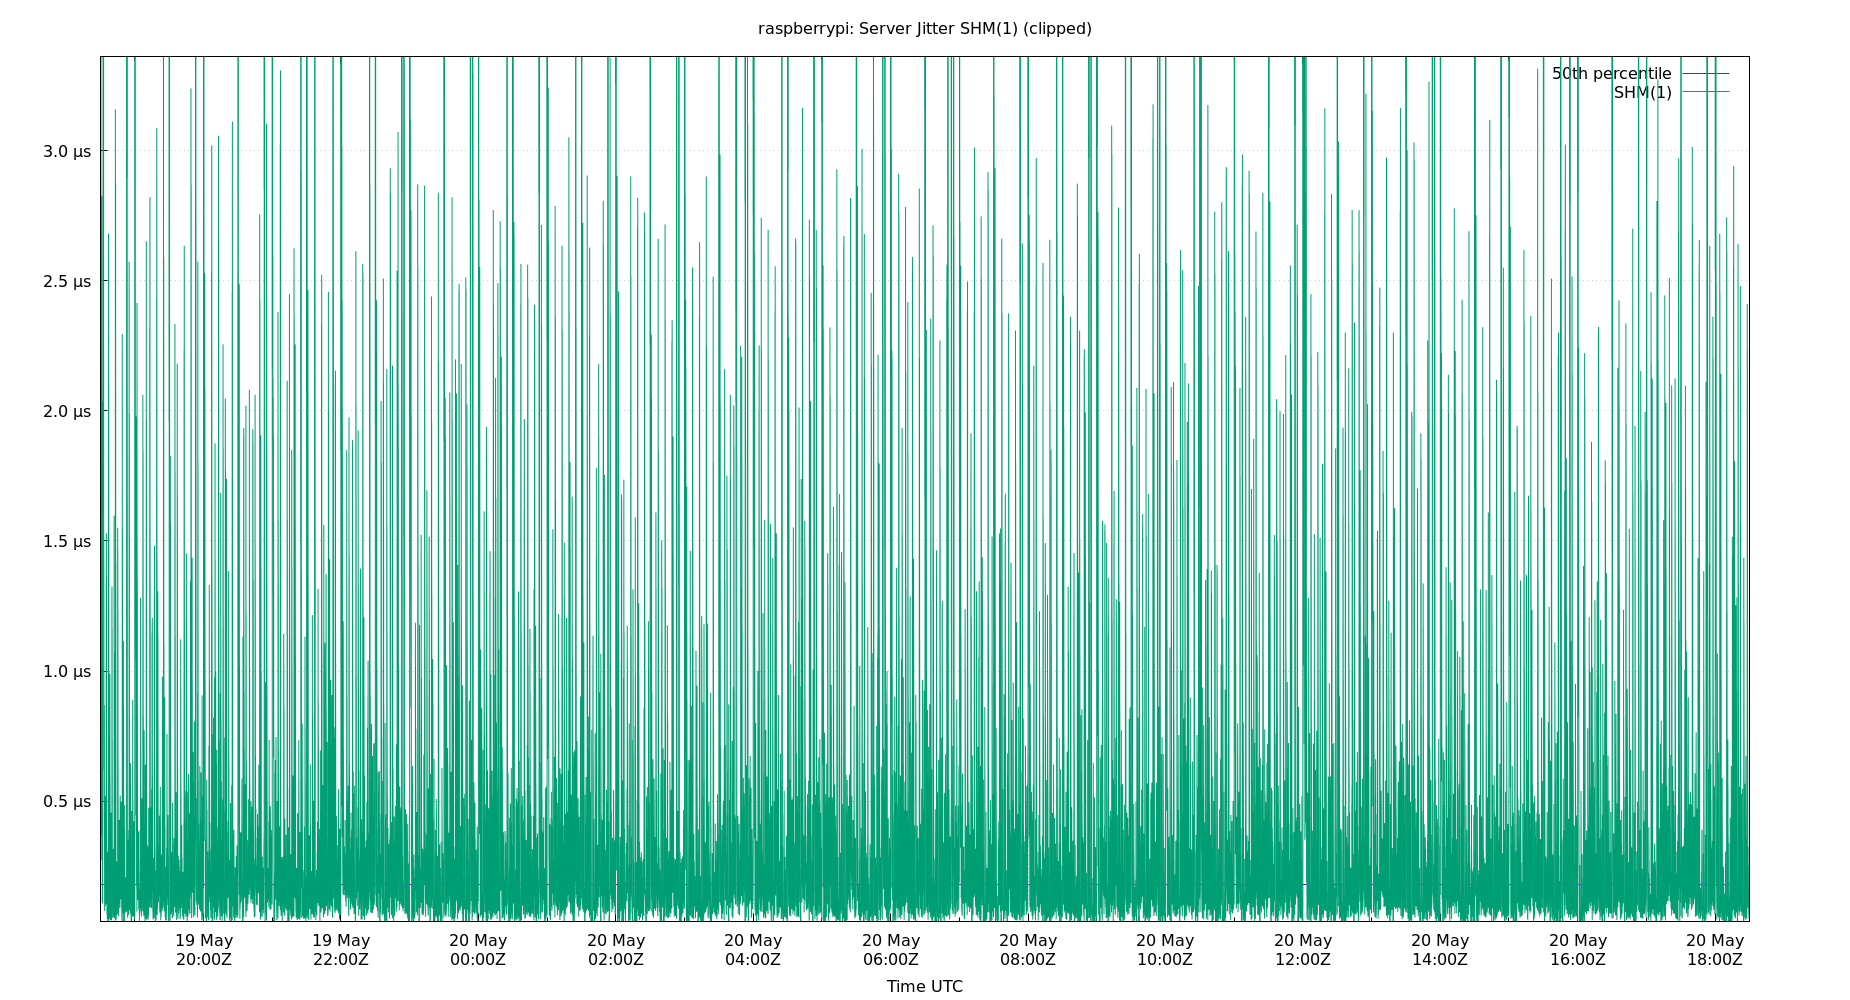 raspberrypi: Server Jitter SHM(1) (clipped)
50th percentile
SHM(1)
3.0 µs
2.5 µs
2.0 µs
1.5 µs
1.0 µs
0.5 µs
19 May 19 May 20 May 20 May 20 May 20 May 20 May 20 May 20 May 20 May 20 May 20 May
20:00Z 22:00Z 00:00Z 02:00Z 04:00Z 06:00Z 08:00Z 10:00Z 12:00Z 14:00Z 16:00Z 18:00Z
Time UTC